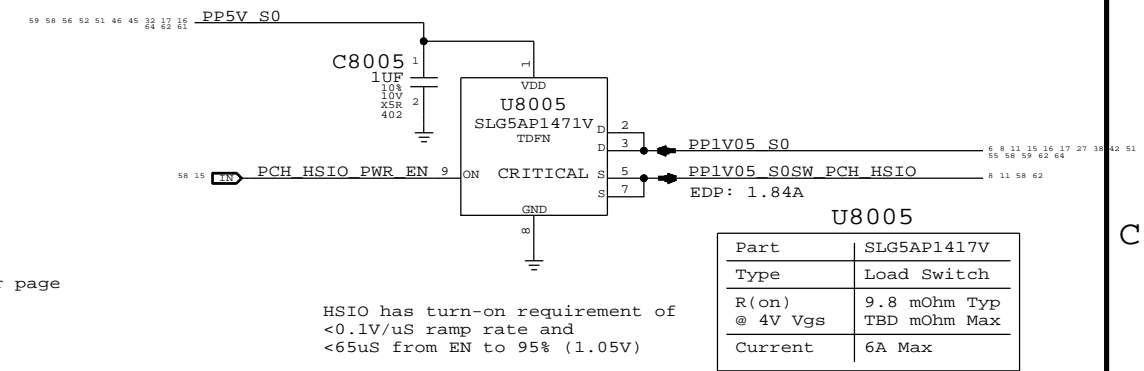 59 58 56 52 51 46 45 32 17 16
64 62 61
PP5V_S0
C8005
1
1UF
10%
10V
X5R
402
2
1
VDD
U8005
SLG5AP1471V
TDFN
D 2
D 3
PP1V05_S0
6 8 11 15 16 17 27 38 42 51
55 58 59 62 64
58 15
IN
PCH_HSIO_PWR_EN
9
ON
CRITICAL
S 5
S 7
PP1V05_S0SW_PCH_HSIO
8 11 58 62
EDP: 1.84A
GND
8
U8005
Part SLG5AP1417V
Type Load Switch
R(on) 9.8 mOhm Typ
@ 4V Vgs TBD mOhm Max
Current 6A Max
C
page
HSIO has turn-on requirement of
<0.1V/uS ramp rate and
<65uS from EN to 95% (1.05V)